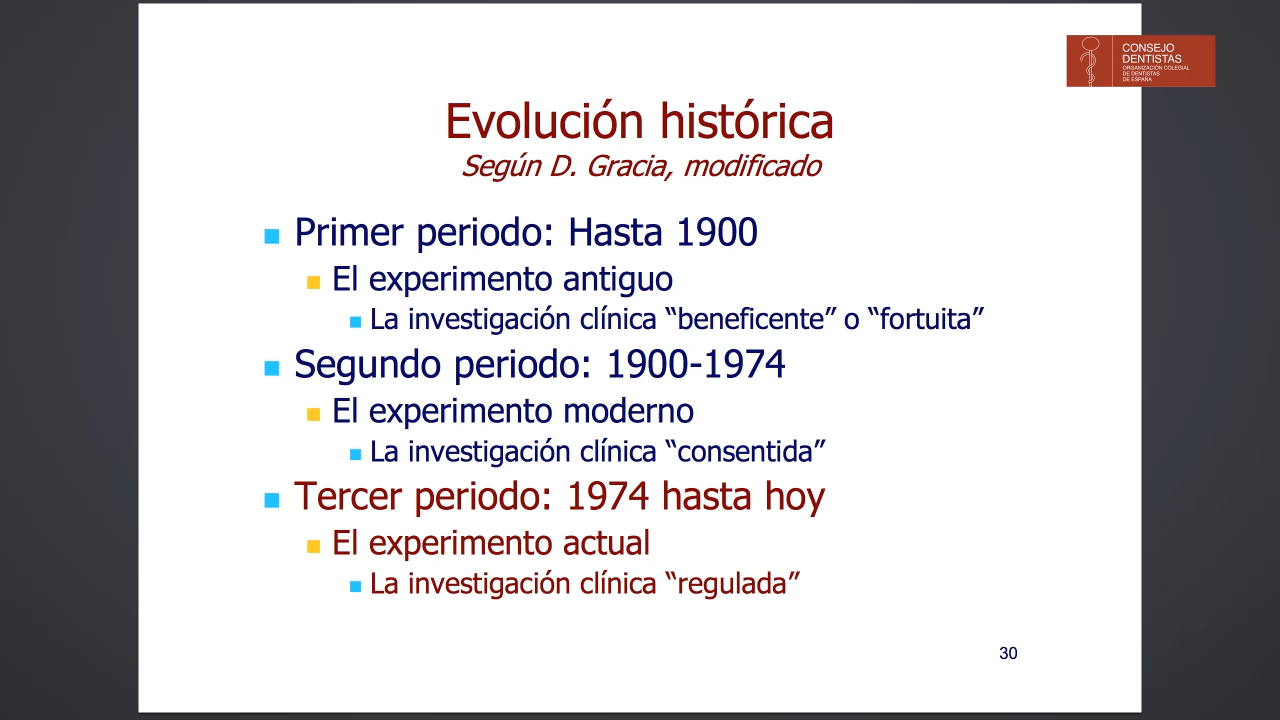 CONSEJO
DENTISTAS
ORGANIZACIÓN COLEGIAL
DE DENTISTAS
DE ESPAÑA
Evolución histórica
Según D. Gracia, modificado
Primer periodo: Hasta 1900
El experimento antiguo
La investigación clínica “beneficente” o “fortuita”
Segundo periodo: 1900-1974
El experimento moderno
La investigación clínica “consentida”
Tercer periodo: 1974 hasta hoy
El experimento actual
La investigación clínica “regulada”
30